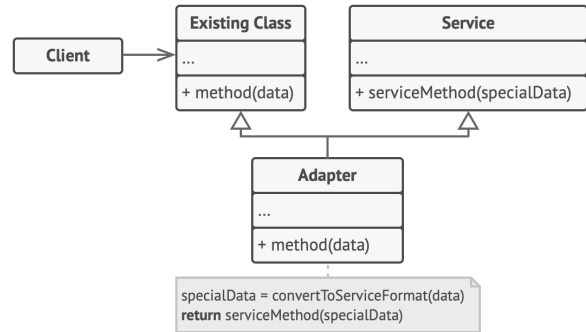 Client
Existing Class
...
+ method(data)
Service
...
+ serviceMethod(specialData)
Adapter
...
+ method(data)
specialData = convertToServiceFormat(data)
return serviceMethod(specialData)